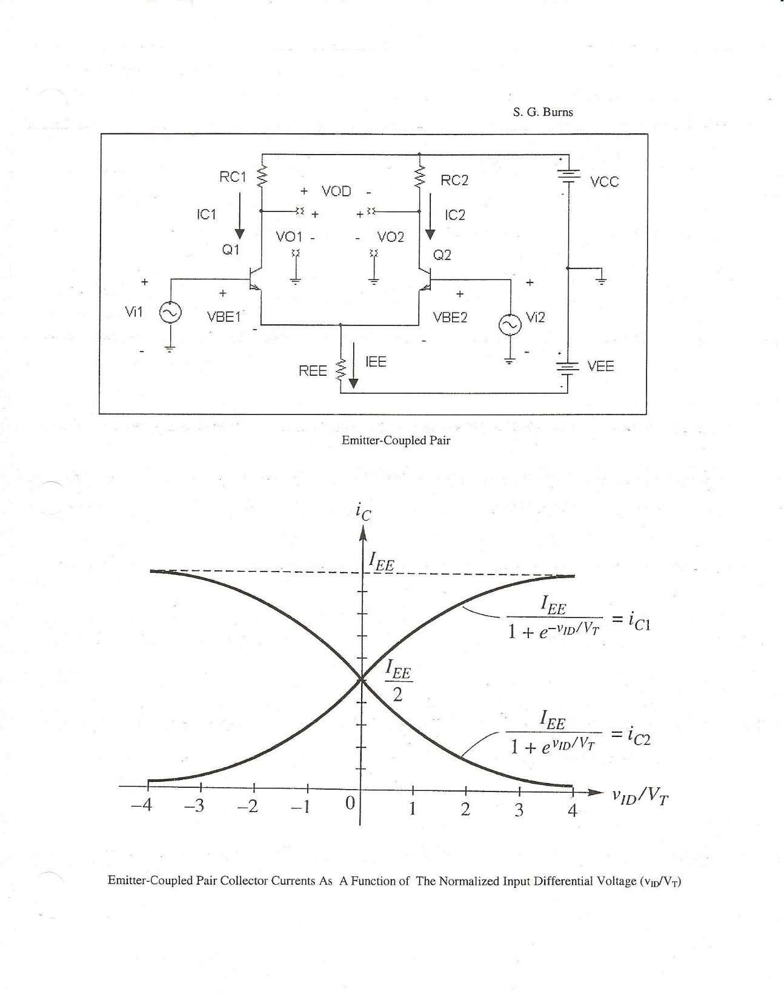 S. G. Burns
RC1
RC2
VCC
+ VOD -
IC1
+
+
IC2
VO1 -
- VO2
Q1
Q2
+
+
+
+
Vi1
VBE1
VBE2
Vi2
-
-
-
-
REE
IEE
VEE
Emitter-Coupled Pair
iC
IEE
IEE / 1 + e^−vID/VT = iC1
IEE / 2
IEE / 1 + e^vID/VT = iC2
−4 −3 −2 −1 0 1 2 3 4 vID/VT
Emitter-Coupled Pair Collector Currents As A Function of The Normalized Input Differential Voltage (vID/VT)